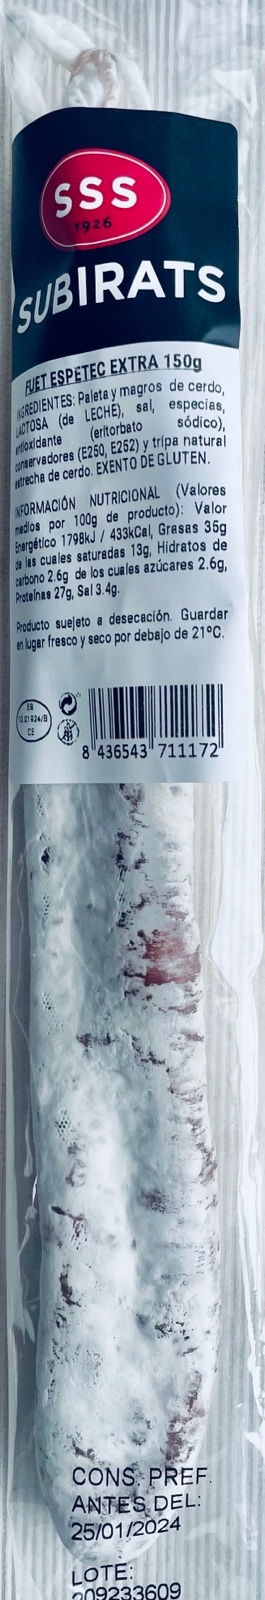 SSS
1926
SUBIRATS
FUET ESPETEC EXTRA 150g
INGREDIENTES: Paleta y magros de cerdo,
LACTOSA (de LECHE), sal, especias,
antioxidante (eritorbato sódico),
conservadores (E250, E252) y tripa natural
estrecha de cerdo. EXENTO DE GLUTEN.
INFORMACIÓN NUTRICIONAL (Valores
medios por 100g de producto): Valor
Energético 1798kJ / 433kCal, Grasas 35g
de las cuales saturadas 13g, Hidratos de
carbono 2.6g de los cuales azúcares 2.6g,
Proteínas 27g, Sal 3.4g.
Producto suejeto a desecación. Guardar
en lugar fresco y seco por debajo de 21ºC.
ES
10.01924/B
CE
8 436543 711172
CONS. PREF.
ANTES DEL:
25/01/2024
LOTE:
209233609